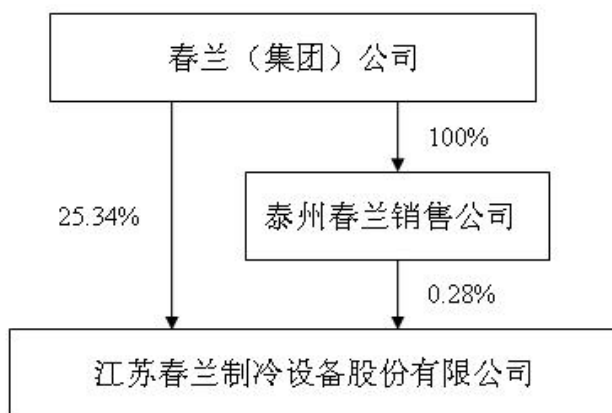 春兰（集团）公司
100%
25.34%
泰州春兰销售公司
0.28%
江苏春兰制冷设备股份有限公司